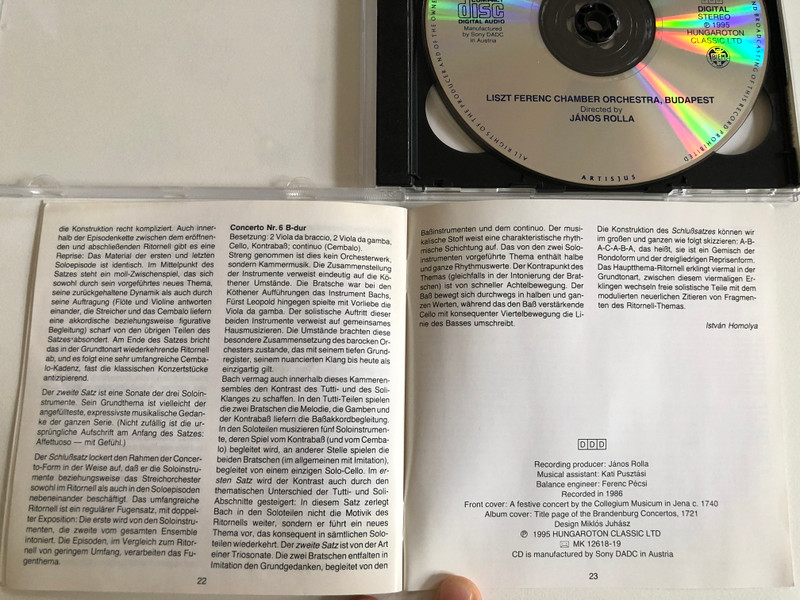 COMPACT
disc
DIGITAL AUDIO
Manufactured
by Sony DADC
in Austria
DIGITAL
STEREO
℗ 1995
HUNGAROTON
CLASSIC LTD
LISZT FERENC CHAMBER ORCHESTRA, BUDAPEST
Directed by
JÁNOS ROLLA
ALL RIGHTS OF THE PRODUCER AND OF THE OWNER
BROADCASTING OF THIS RECORD PROHIBITED
ARTISJUS
die Konstruktion recht kompliziert. Auch inner-
halb der Episodenkette zwischen dem eröffnen-
den und abschließenden Ritornell gibt es eine
Reprise: Das Material der ersten und letzten
Soloepisode ist identisch. Im Mittelpunkt des
Satzes steht ein moll-Zwischenspiel, das sich
sowohl durch sein vorgeführtes neues Thema,
seine zurückgehaltene Dynamik als auch durch
seine Auftragung (Flöte und Violine antworten
einander, die Streicher und das Cembalo liefern
eine akkordische beziehungsweise figurative
Begleitung) scharf von den übrigen Teilen des
Satzes absondert. Am Ende des Satzes bricht
das in der Grundtonart wiederkehrende Ritornell
ab, und es folgt eine sehr umfangreiche Cemba-
lo-Kadenz, fast die klassischen Konzertstücke
antizipierend.
Der zweite Satz ist eine Sonate der drei Soloin-
strumente. Sein Grundthema ist vielleicht der
angefüllteste, expressivste musikalische Gedan-
ke der ganzen Serie. (Nicht zufällig ist die ur-
sprüngliche Aufschrift am Anfang des Satzes:
Affettuoso — mit Gefühl.)
Der Schlußsatz lockert den Rahmen der Concer-
to-Form in der Weise auf, daß er die Soloinstru-
mente beziehungsweise das Streichorchester
sowohl im Ritornell als auch in den Soloepisoden
nebeneinander beschäftigt. Das umfangreiche
Ritornell ist ein regulärer Fugensatz, mit doppel-
ter Exposition: Die erste wird von den Soloinstru-
menten, die zweite vom gesamten Ensemble
intoniert. Die Episoden, im Vergleich zum Ritor-
nell von geringem Umfang, verarbeiten das Fu-
genthema.
22
Concerto Nr. 6 B-dur
Besetzung: 2 Viola da braccio, 2 Viola da gamba,
Cello, Kontrabaß; continuo (Cembalo).
Streng genommen ist dies kein Orchesterwerk,
sondern Kammermusik. Die Zusammenstellung
der Instrumente verweist eindeutig auf die Kö-
thener Umstände. Die Bratsche war bei den
Köthener Aufführungen das Instrument Bachs,
Fürst Leopold hingegen spielte mit Vorliebe die
Viola da gamba. Der solistische Auftritt dieser
beiden Instrumente verweist auf gemeinsames
Hausmusizieren. Die Umstände brachten diese
besondere Zusammensetzung des barocken Or-
chesters zustande, das mit seinem tiefen Grund-
register, seinem nuancierten Klang bis heute als
einzigartig gilt.
Bach vermag auch innerhalb dieses Kammeren-
sembles den Kontrast des Tutti- und des Soli-
Klanges zu schaffen. In den Tutti-Teilen spielen
die zwei Bratschen die Melodie, die Gamben und
der Kontrabaß liefern die Baßakkordbegleitung.
In den Soloteilen musizieren fünf Soloinstrumen-
te, deren Spiel vom Kontrabaß (und vom Cemba-
lo) begleitet wird, an anderer Stelle spielen die
beiden Bratschen (im allgemeinen mit Imitation),
begleitet von einem einzigen Solo-Cello. Im er-
sten Satz wird der Kontrast auch durch den
thematischen Unterschied der Tutti- und Soli-
Abschnitte gesteigert: In diesem Satz zerlegt
Bach in den Soloteilen nicht die Motivik des
Ritornells weiter, sondern er führt ein neues
Thema vor, das konsequent in sämtlichen Solo-
teilen wiederkehrt. Der zweite Satz ist von der Art
einer Triosonate. Die zwei Bratschen entfalten in
Imitation den Grundgedanken, begleitet von den
Baßinstrumenten und dem continuo. Der musi-
kalische Stoff weist eine charakteristische rhyth-
mische Schichtung auf. Das von den zwei Solo-
instrumenten vorgeführte Thema enthält halbe
und ganze Rhythmuswerte. Der Kontrapunkt des
Themas (gleichfalls in der Intonierung der Brat-
schen) ist von schneller Achtelbewegung. Der
Baß bewegt sich durchwegs in halben und gan-
zen Werten, während das den Baß verstärkende
Cello mit konsequenter Viertelbewegung die Li-
nie des Basses umschreibt.
Die Konstruktion des Schlußsatzes können wir
im großen und ganzen wie folgt skizzieren: A-B-
A-C-A-B-A, das heißt, sie ist ein Gemisch der
Rondoform und der dreigliedrigen Reprisenform.
Das Hauptthema-Ritornell erklingt viermal in der
Grundtonart, zwischen diesem viermaligen Er-
klingen wechseln freie solistische Teile mit dem
modulierten neuerlichen Zitieren von Fragmen-
ten des Ritornell-Themas.
István Homolya
DDD
Recording producer: János Rolla
Musical assistant: Kati Pusztási
Balance engineer: Ferenc Pécsi
Recorded in 1986
Front cover: A festive concert by the Collegium Musicum in Jena c. 1740
Album cover: Title page of the Brandenburg Concertos, 1721
Design Miklós Juhász
℗ 1995 HUNGAROTON CLASSIC LTD
MK 12618-19
CD is manufactured by Sony DADC in Austria
23